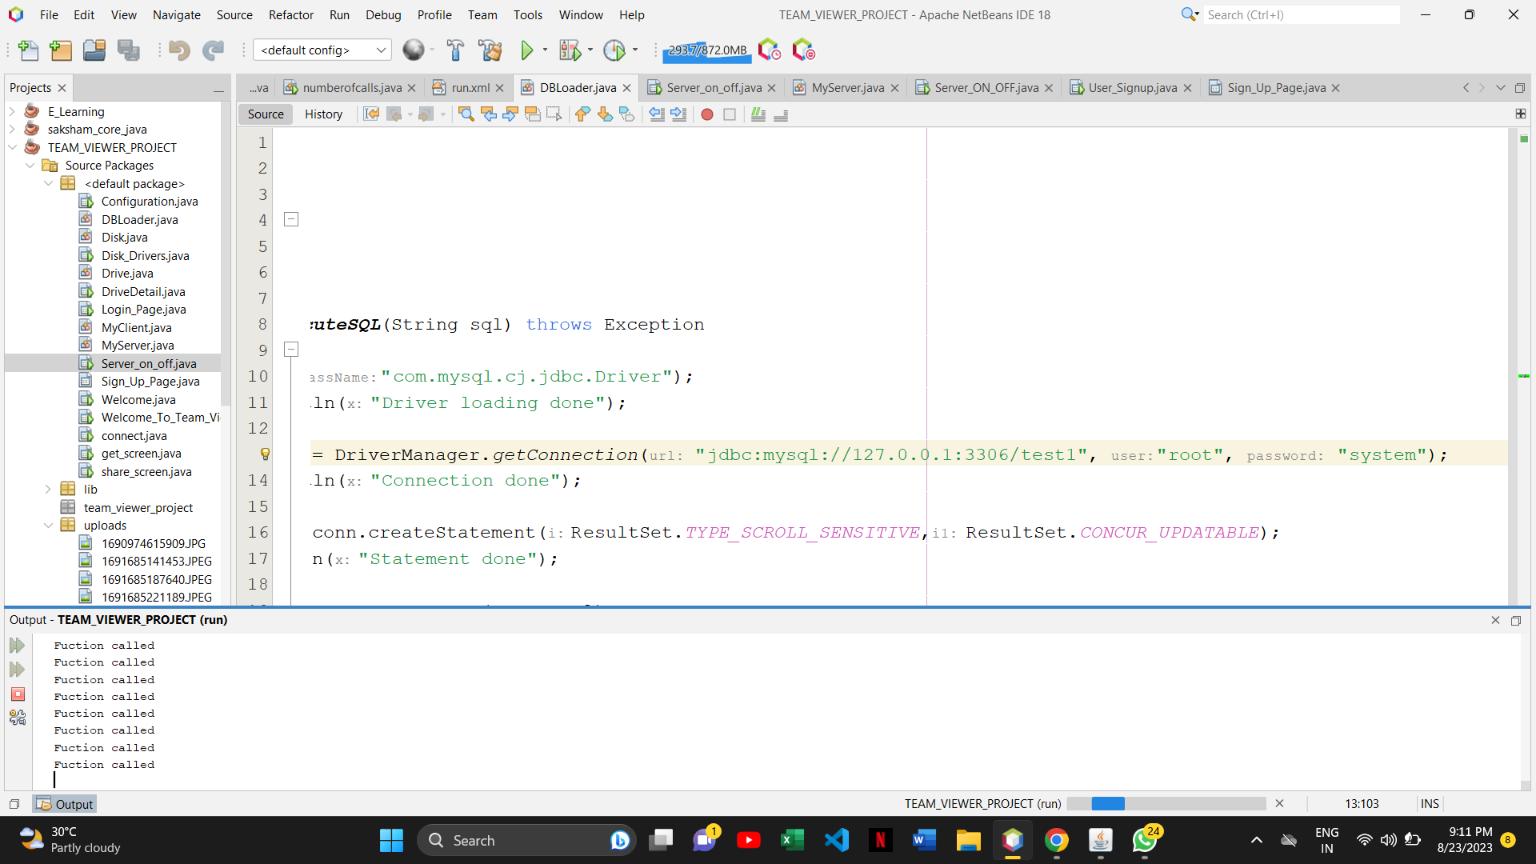 File Edit View Navigate Source Refactor Run Debug Profile Team Tools Window Help
TEAM_VIEWER_PROJECT - Apache NetBeans IDE 18
Search (Ctrl+I)
<default config>
293.7/872.0MB
Projects
...va numberofcalls.java run.xml DBLoader.java Server_on_off.java MyServer.java Server_ON_OFF.java User_Signup.java Sign_Up_Page.java
Source History
E_Learning
saksham_core_java
TEAM_VIEWER_PROJECT
Source Packages
<default package>
Configuration.java
DBLoader.java
Disk.java
Disk_Drivers.java
Drive.java
DriveDetail.java
Login_Page.java
MyClient.java
MyServer.java
Server_on_off.java
Sign_Up_Page.java
Welcome.java
Welcome_To_Team_Vi
connect.java
get_screen.java
share_screen.java
lib
team_viewer_project
uploads
1690974615909.JPG
1691685141453.JPEG
1691685187640.JPEG
1691685221189.JPEG
1
2
3
4
5
6
7
8 cuteSQL(String sql) throws Exception
9
10 assName: "com.mysql.cj.jdbc.Driver");
11 ln(x: "Driver loading done");
12
= DriverManager.getConnection(url: "jdbc:mysql://127.0.0.1:3306/test1", user:"root", password: "system");
14 ln(x: "Connection done");
15
16 conn.createStatement(i: ResultSet.TYPE_SCROLL_SENSITIVE,i1: ResultSet.CONCUR_UPDATABLE);
17 n(x: "Statement done");
18
Output - TEAM_VIEWER_PROJECT (run)
Fuction called
Fuction called
Fuction called
Fuction called
Fuction called
Fuction called
Fuction called
Fuction called
Output
TEAM_VIEWER_PROJECT (run)
13:103 INS
30°C
Partly cloudy
Search
1
24
ENG
IN
9:11 PM
8/23/2023
8